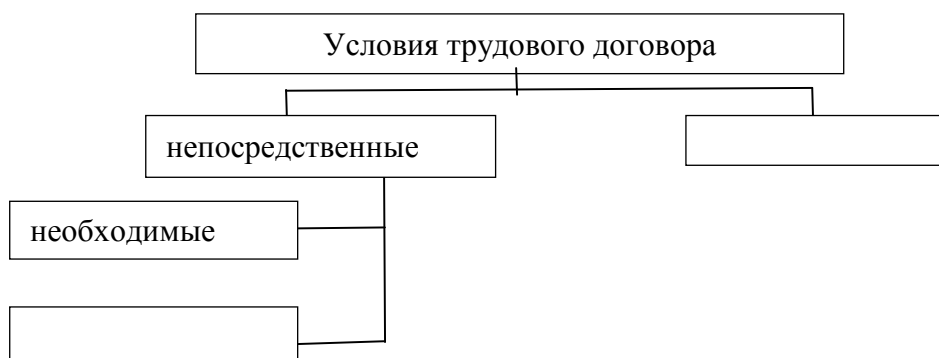 Условия трудового договора
непосредственные
необходимые